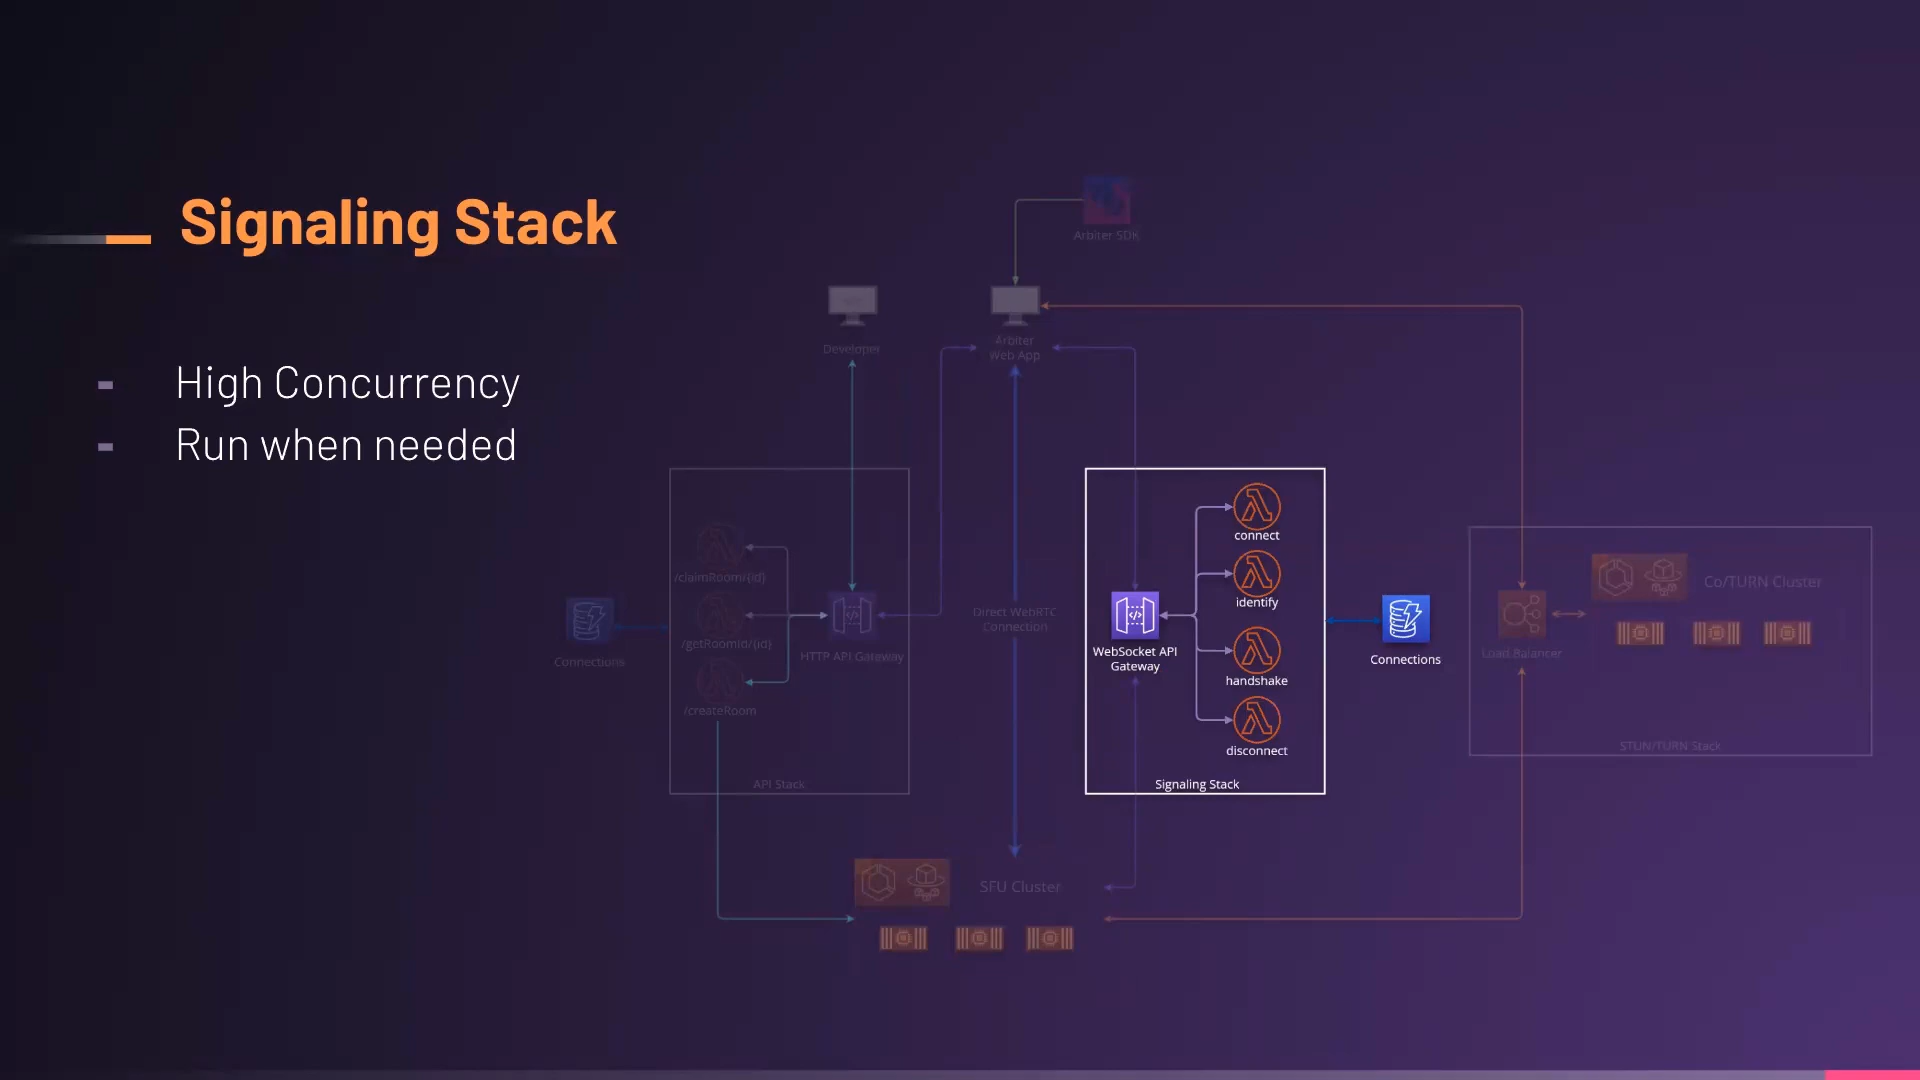 Signaling Stack
- High Concurrency
- Run when needed
Arbiter SDK
Developer
Arbiter
Web App
connect
identify
handshake
disconnect
WebSocket API
Gateway
Signaling Stack
Connections
/claimRoom/{id}
/getRoomId/{id}
/createRoom
HTTP API Gateway
API Stack
Connections
Direct WebRTC
Connection
Co/TURN Cluster
Load Balancer
STUN/TURN Stack
SFU Cluster